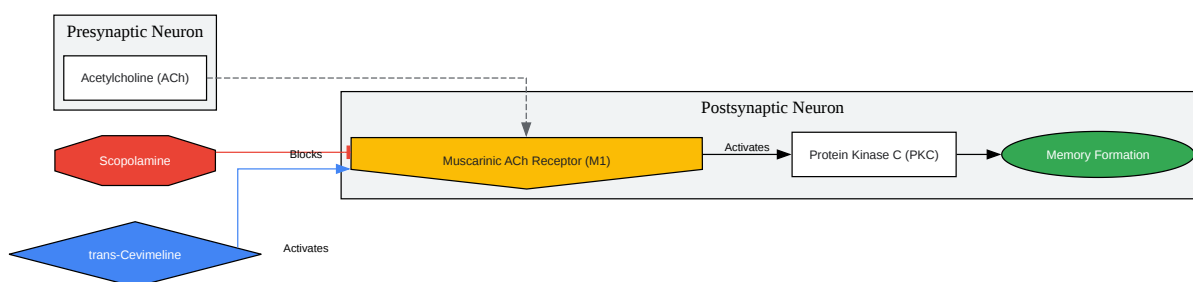 Presynaptic Neuron
Acetylcholine (ACh)
Postsynaptic Neuron
Scopolamine
Blocks
Muscarinic ACh Receptor (M1)
Activates
Protein Kinase C (PKC)
Memory Formation
trans-Cevimeline
Activates